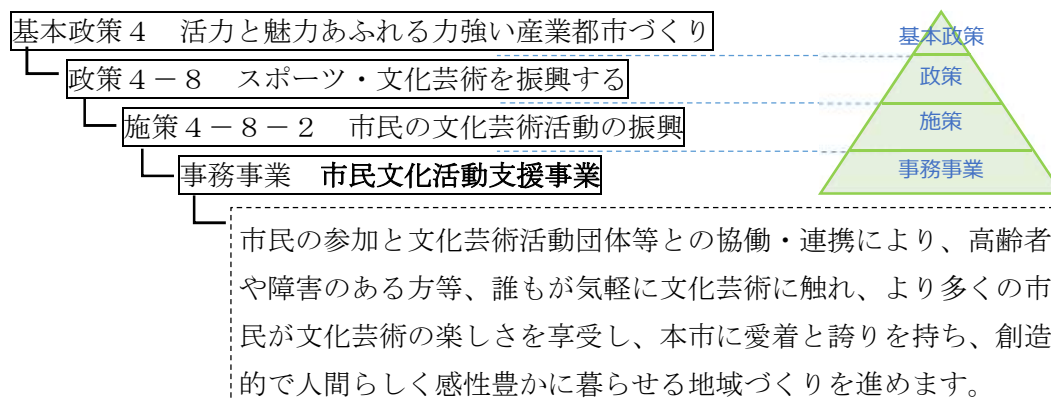 基本政策４　活力と魅力あふれる力強い産業都市づくり
政策４－８　スポーツ・文化芸術を振興する
施策４－８－２　市民の文化芸術活動の振興
事務事業　市民文化活動支援事業
市民の参加と文化芸術活動団体等との協働・連携により、高齢者
や障害のある方等、誰もが気軽に文化芸術に触れ、より多くの市
民が文化芸術の楽しさを享受し、本市に愛着と誇りを持ち、創造
的で人間らしく感性豊かに暮らせる地域づくりを進めます。
基本政策
政策
施策
事務事業